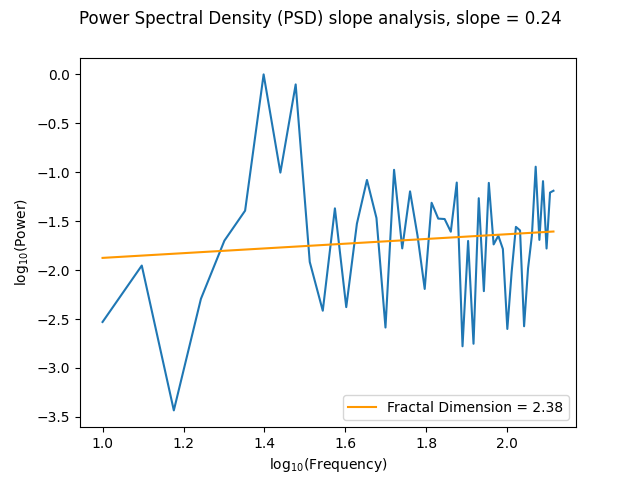 Power Spectral Density (PSD) slope analysis, slope = 0.24
0.0
−0.5
−1.0
−1.5
−2.0
−2.5
−3.0
−3.5
log₁₀(Power)
Fractal Dimension = 2.38
1.0 1.2 1.4 1.6 1.8 2.0
log₁₀(Frequency)